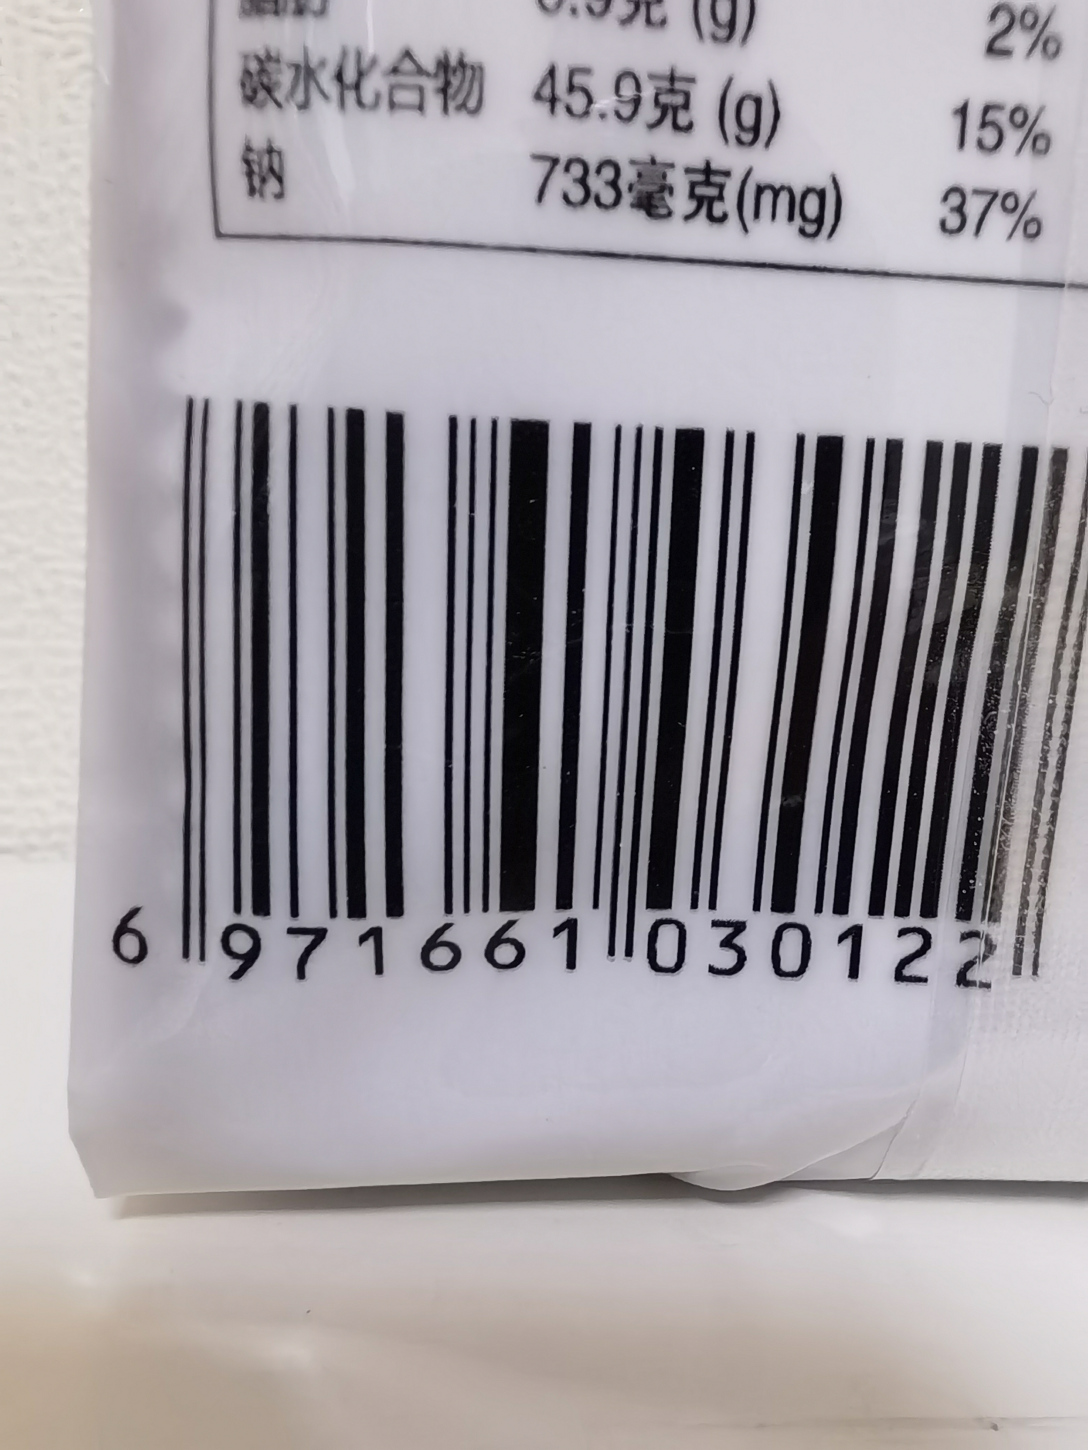 2%
碳水化合物 45.9克 (g) 15%
钠 733毫克(mg) 37%
6 971661 030122